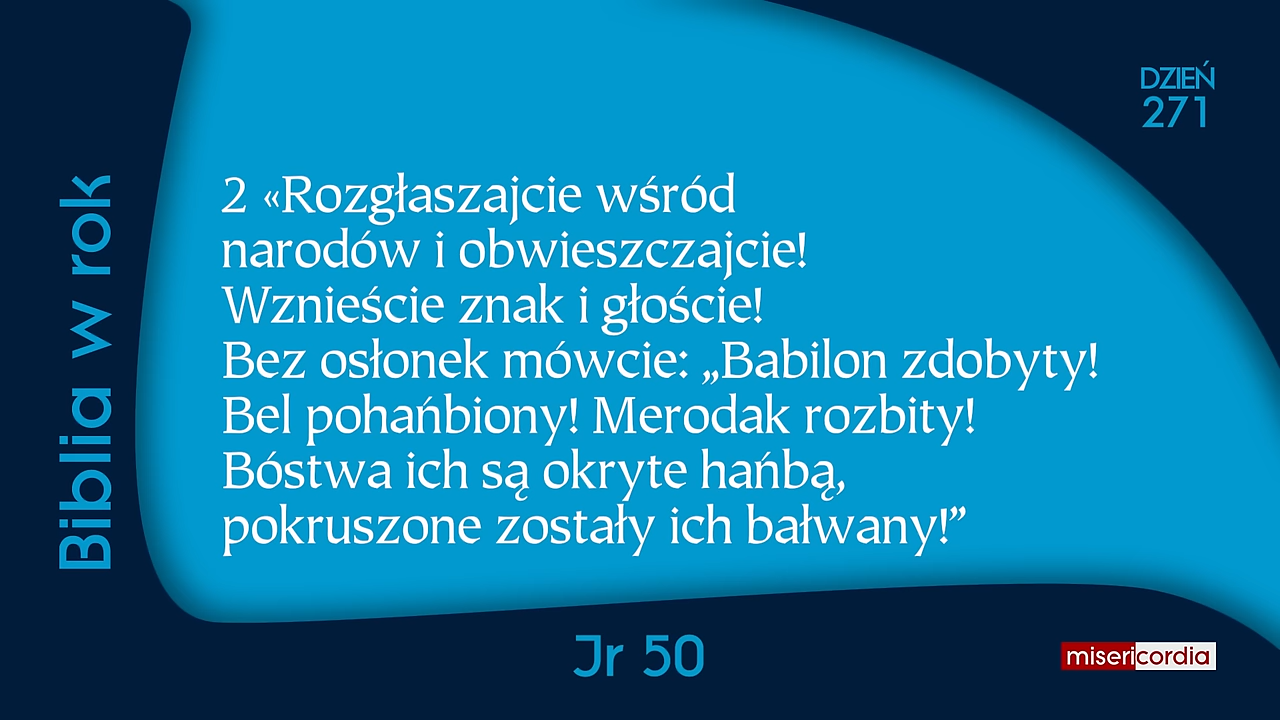 DZIEŃ
271
Biblia w rok
2 «Rozgłaszajcie wśród
narodów i obwieszczajcie!
Wznieście znak i głoście!
Bez osłonek mówcie: „Babilon zdobyty!
Bel pohańbiony! Merodak rozbity!
Bóstwa ich są okryte hańbą,
pokruszone zostały ich bałwany!”
Jr 50
misericordia